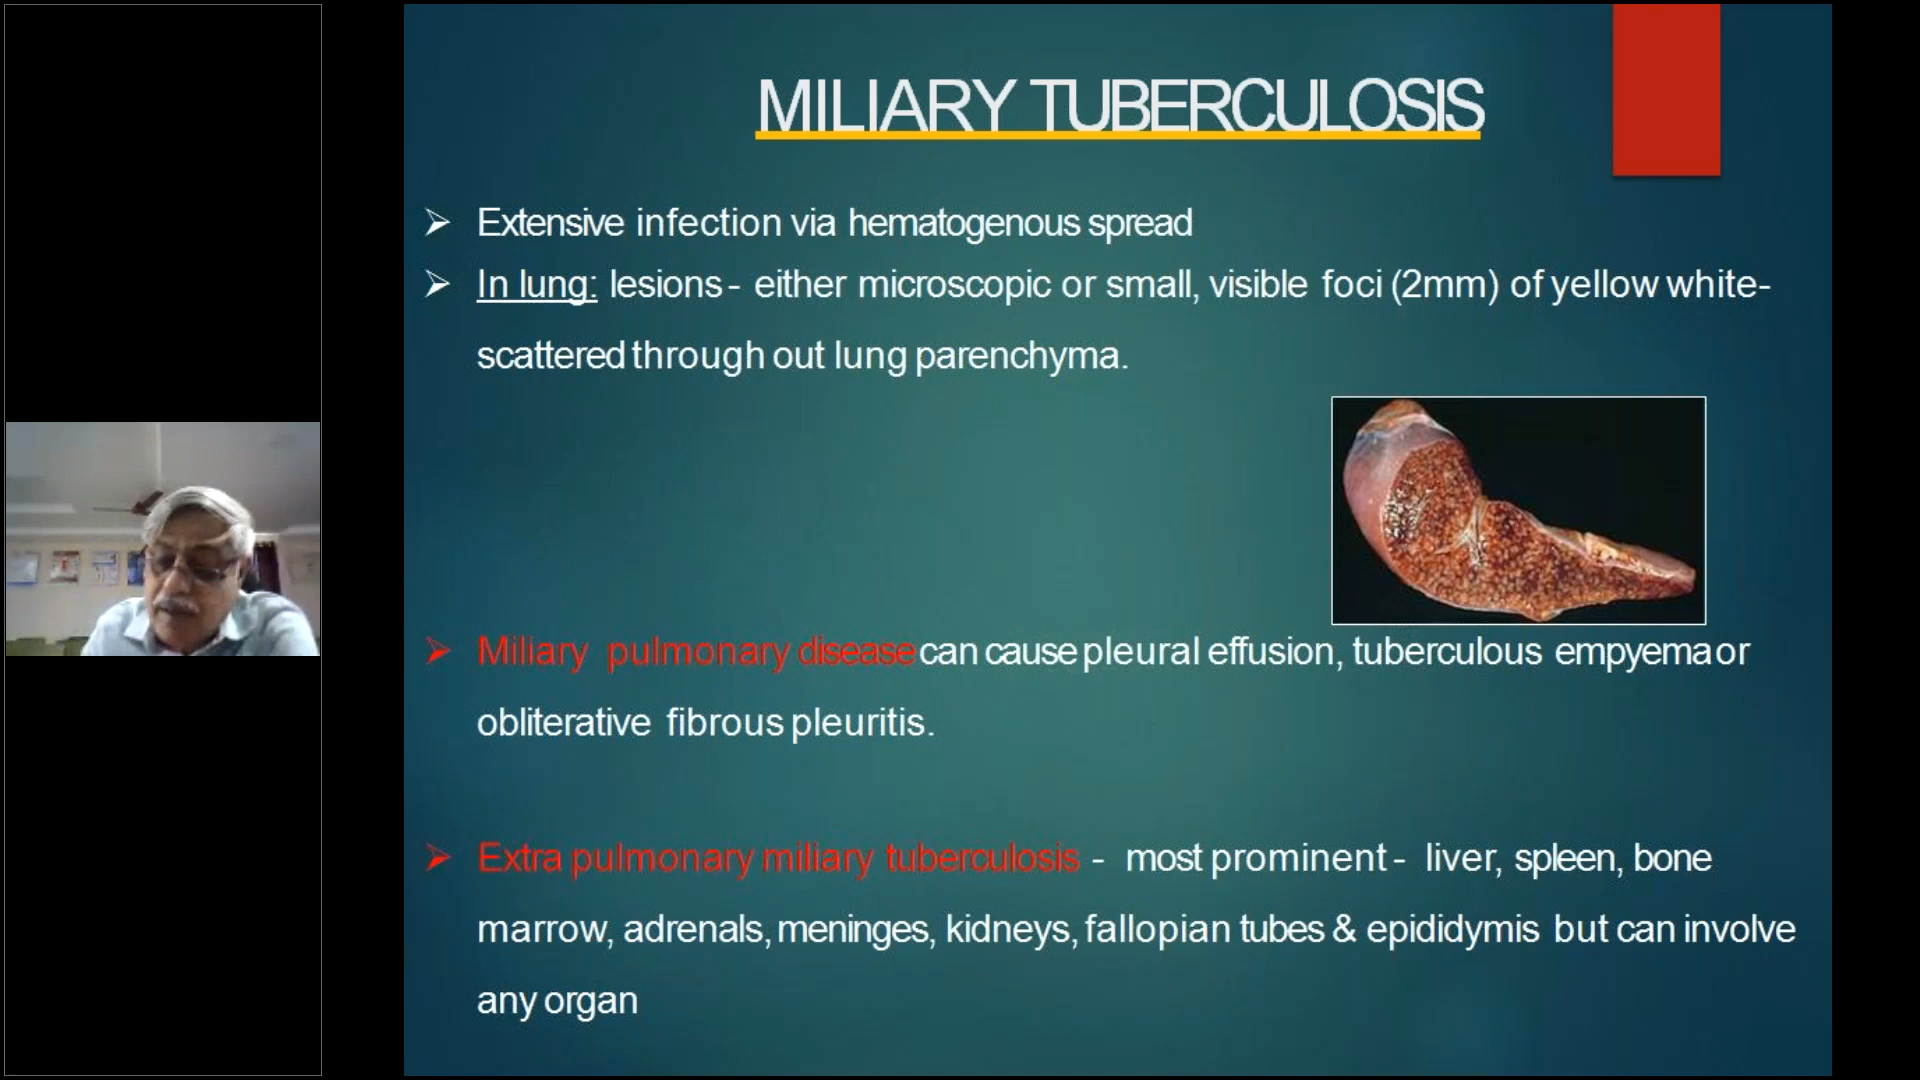 MILIARY TUBERCULOSIS
Extensive infection via hematogenous spread
In lung: lesions - either microscopic or small, visible foci (2mm) of yellow white-
scattered through out lung parenchyma.
Miliary pulmonary disease can cause pleural effusion, tuberculous empyema or
obliterative fibrous pleuritis.
Extra pulmonary miliary tuberculosis - most prominent - liver, spleen, bone
marrow, adrenals, meninges, kidneys, fallopian tubes & epididymis but can involve
any organ